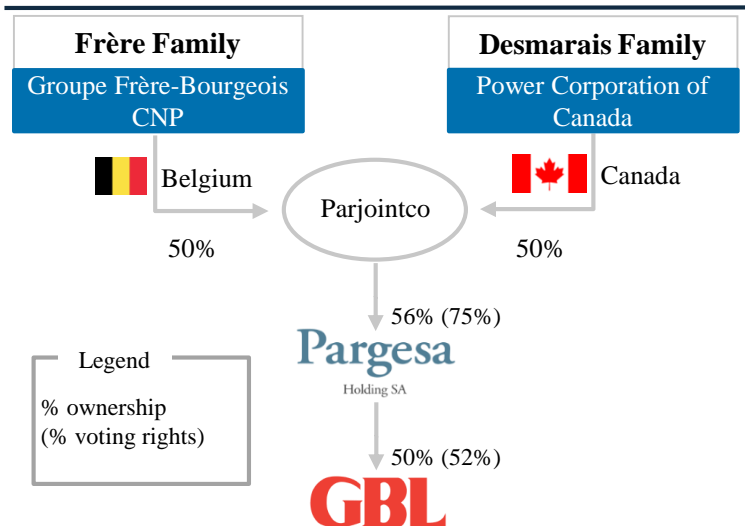 Frère Family
Groupe Frère-Bourgeois
CNP
Desmarais Family
Power Corporation of
Canada
Belgium
Canada
Parjointco
50%
50%
56% (75%)
Pargesa
Holding SA
Legend
% ownership
(% voting rights)
50% (52%)
GBL